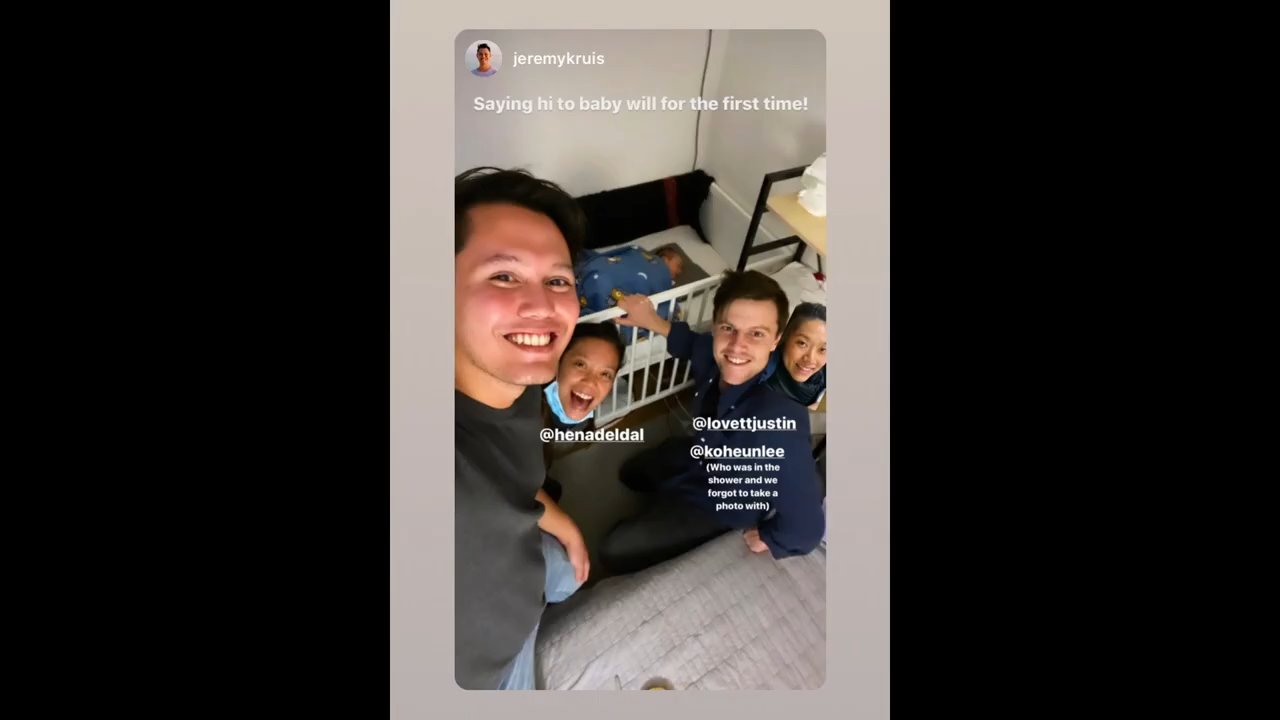 jeremykruis
Saying hi to baby will for the first time!
@henadeldal
@lovettjustin
@koheunlee
(Who was in the
shower and we
forgot to take a
photo with)